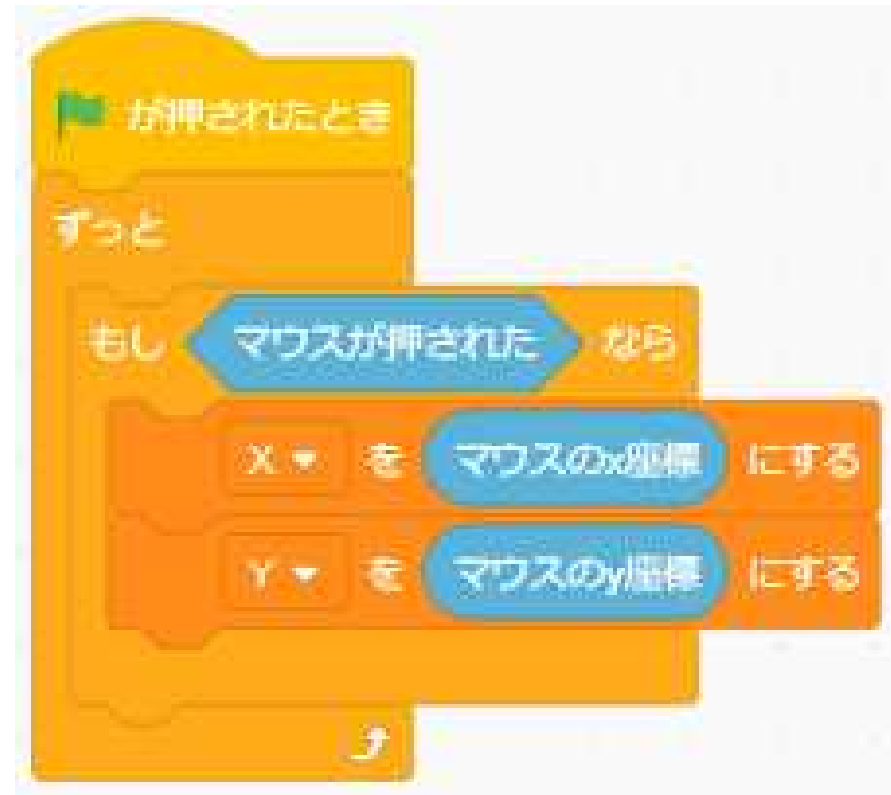 が押されたとき
ずっと
もし マウスが押された なら
X を マウスのx座標 にする
Y を マウスのy座標 にする